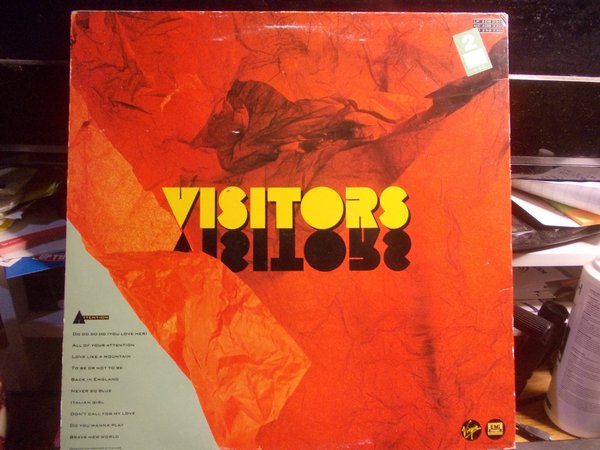 2
VISITORS
ATTENTION
DO DO DO DO (YOU LOVE HER)
ALL OF YOUR ATTENTION
LOVE LIKE A MOUNTAIN
TO BE OR NOT TO BE
BACK IN ENGLAND
NEVER SO BLUE
ITALIAN GIRL
DON'T CALL FOR MY LOVE
DO YOU WANNA PLAY
BRAVE NEW WORLD
Virgin
EMI